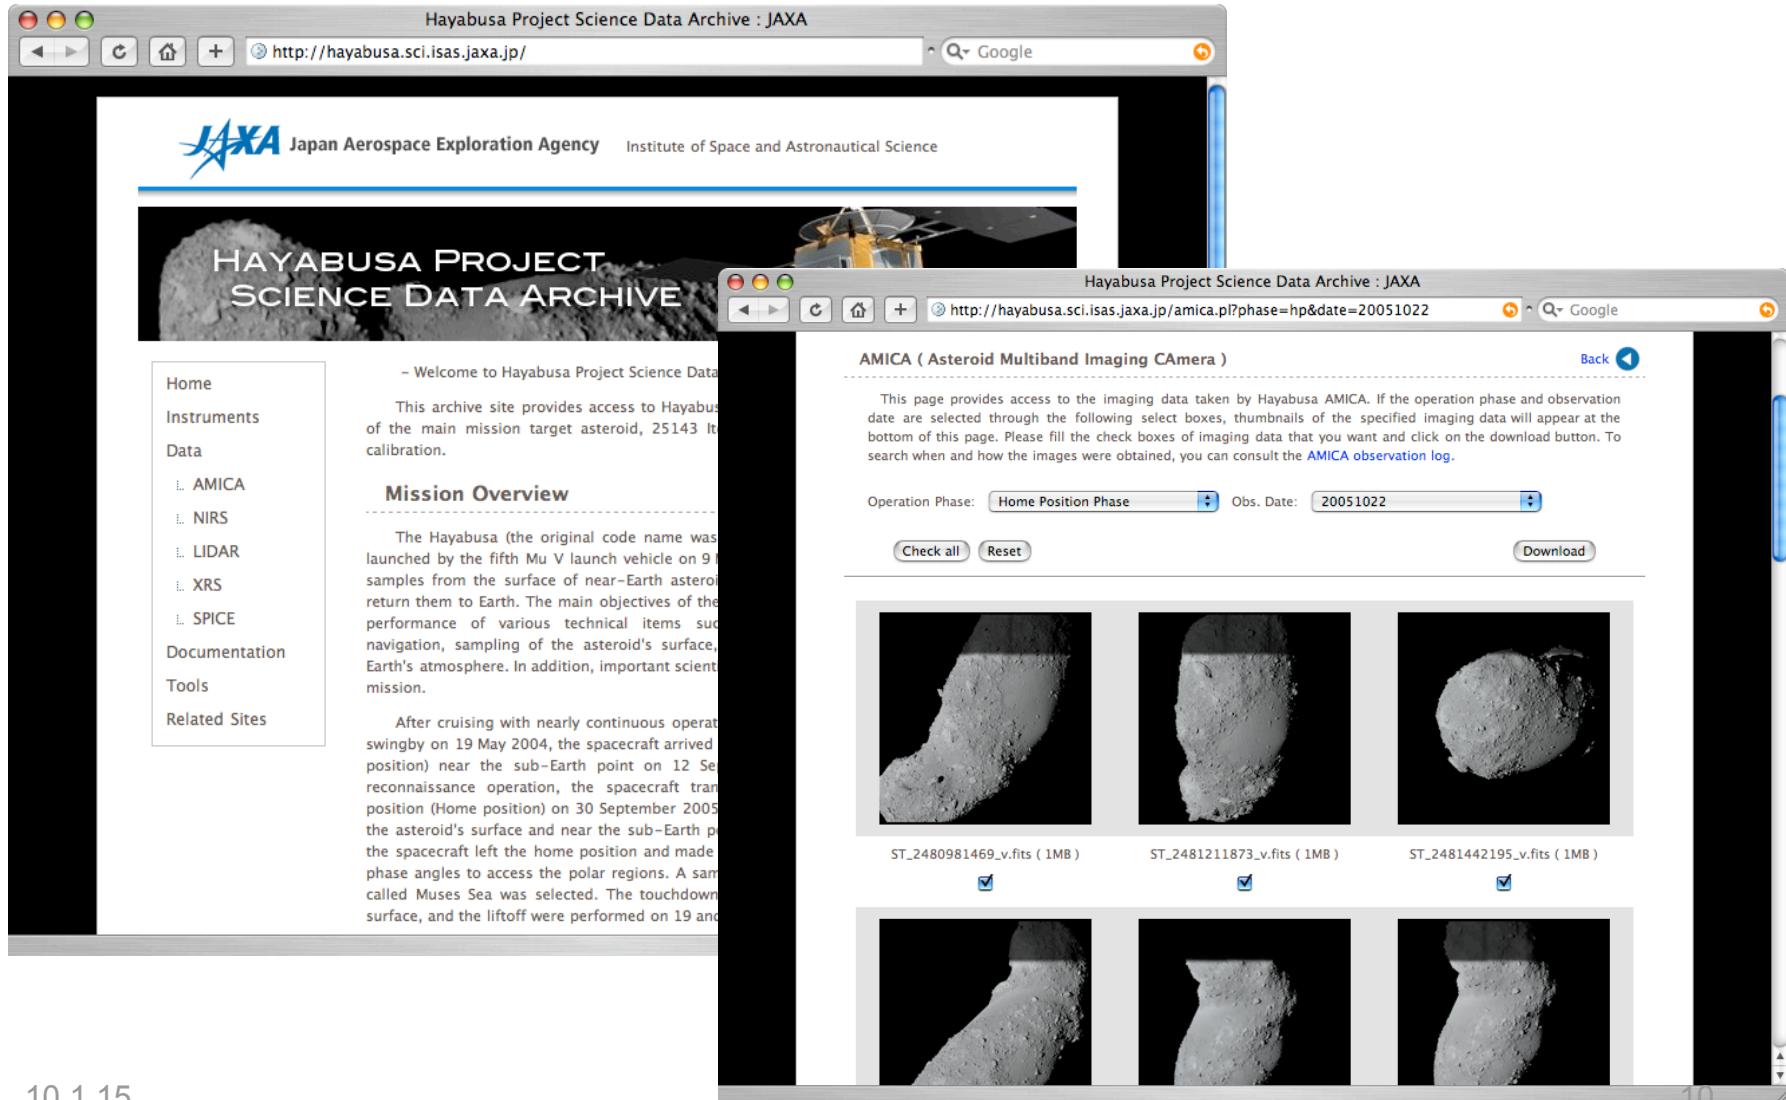 Hayabusa Project Science Data Archive : JAXA
http://hayabusa.sci.isas.jaxa.jp/
Google
JAXA Japan Aerospace Exploration Agency Institute of Space and Astronautical Science
HAYABUSA PROJECT
SCIENCE DATA ARCHIVE
Home
Instruments
Data
AMICA
NIRS
LIDAR
XRS
SPICE
Documentation
Tools
Related Sites
– Welcome to Hayabusa Project Science Data
This archive site provides access to
of the main mission target asteroid, 25143
calibration.
Mission Overview
The Hayabusa (the original code name was
launched by the fifth Mu V launch vehicle on 9
samples from the surface of near-Earth
return them to Earth. The main objectives of the
performance of various technical items
navigation, sampling of the asteroid's surface,
Earth's atmosphere. In addition, important
mission.
After cruising with nearly continuous
swingby on 19 May 2004, the spacecraft arrived
position) near the sub-Earth point on 12
reconnaissance operation, the spacecraft
position (Home position) on 30 September 2005
the asteroid's surface and near the sub-Earth
the spacecraft left the home position and made
phase angles to access the polar regions. A
called Muses Sea was selected. The touchdown
surface, and the liftoff were performed on 19
Hayabusa Project Science Data Archive : JAXA
http://hayabusa.sci.isas.jaxa.jp/amica.pl?phase=hp&date=20051022
Google
AMICA ( Asteroid Multiband Imaging CAmera )
Back
This page provides access to the imaging data taken by Hayabusa AMICA. If the operation phase and observation
date are selected through the following select boxes, thumbnails of the specified imaging data will appear at the
bottom of this page. Please fill the check boxes of imaging data that you want and click on the download button. To
search when and how the images were obtained, you can consult the AMICA observation log.
Operation Phase: Home Position Phase Obs. Date: 20051022
Check all Reset Download
ST_2480981469_v.fits ( 1MB ) ST_2481211873_v.fits ( 1MB ) ST_2481442195_v.fits ( 1MB )
10.1.15
10